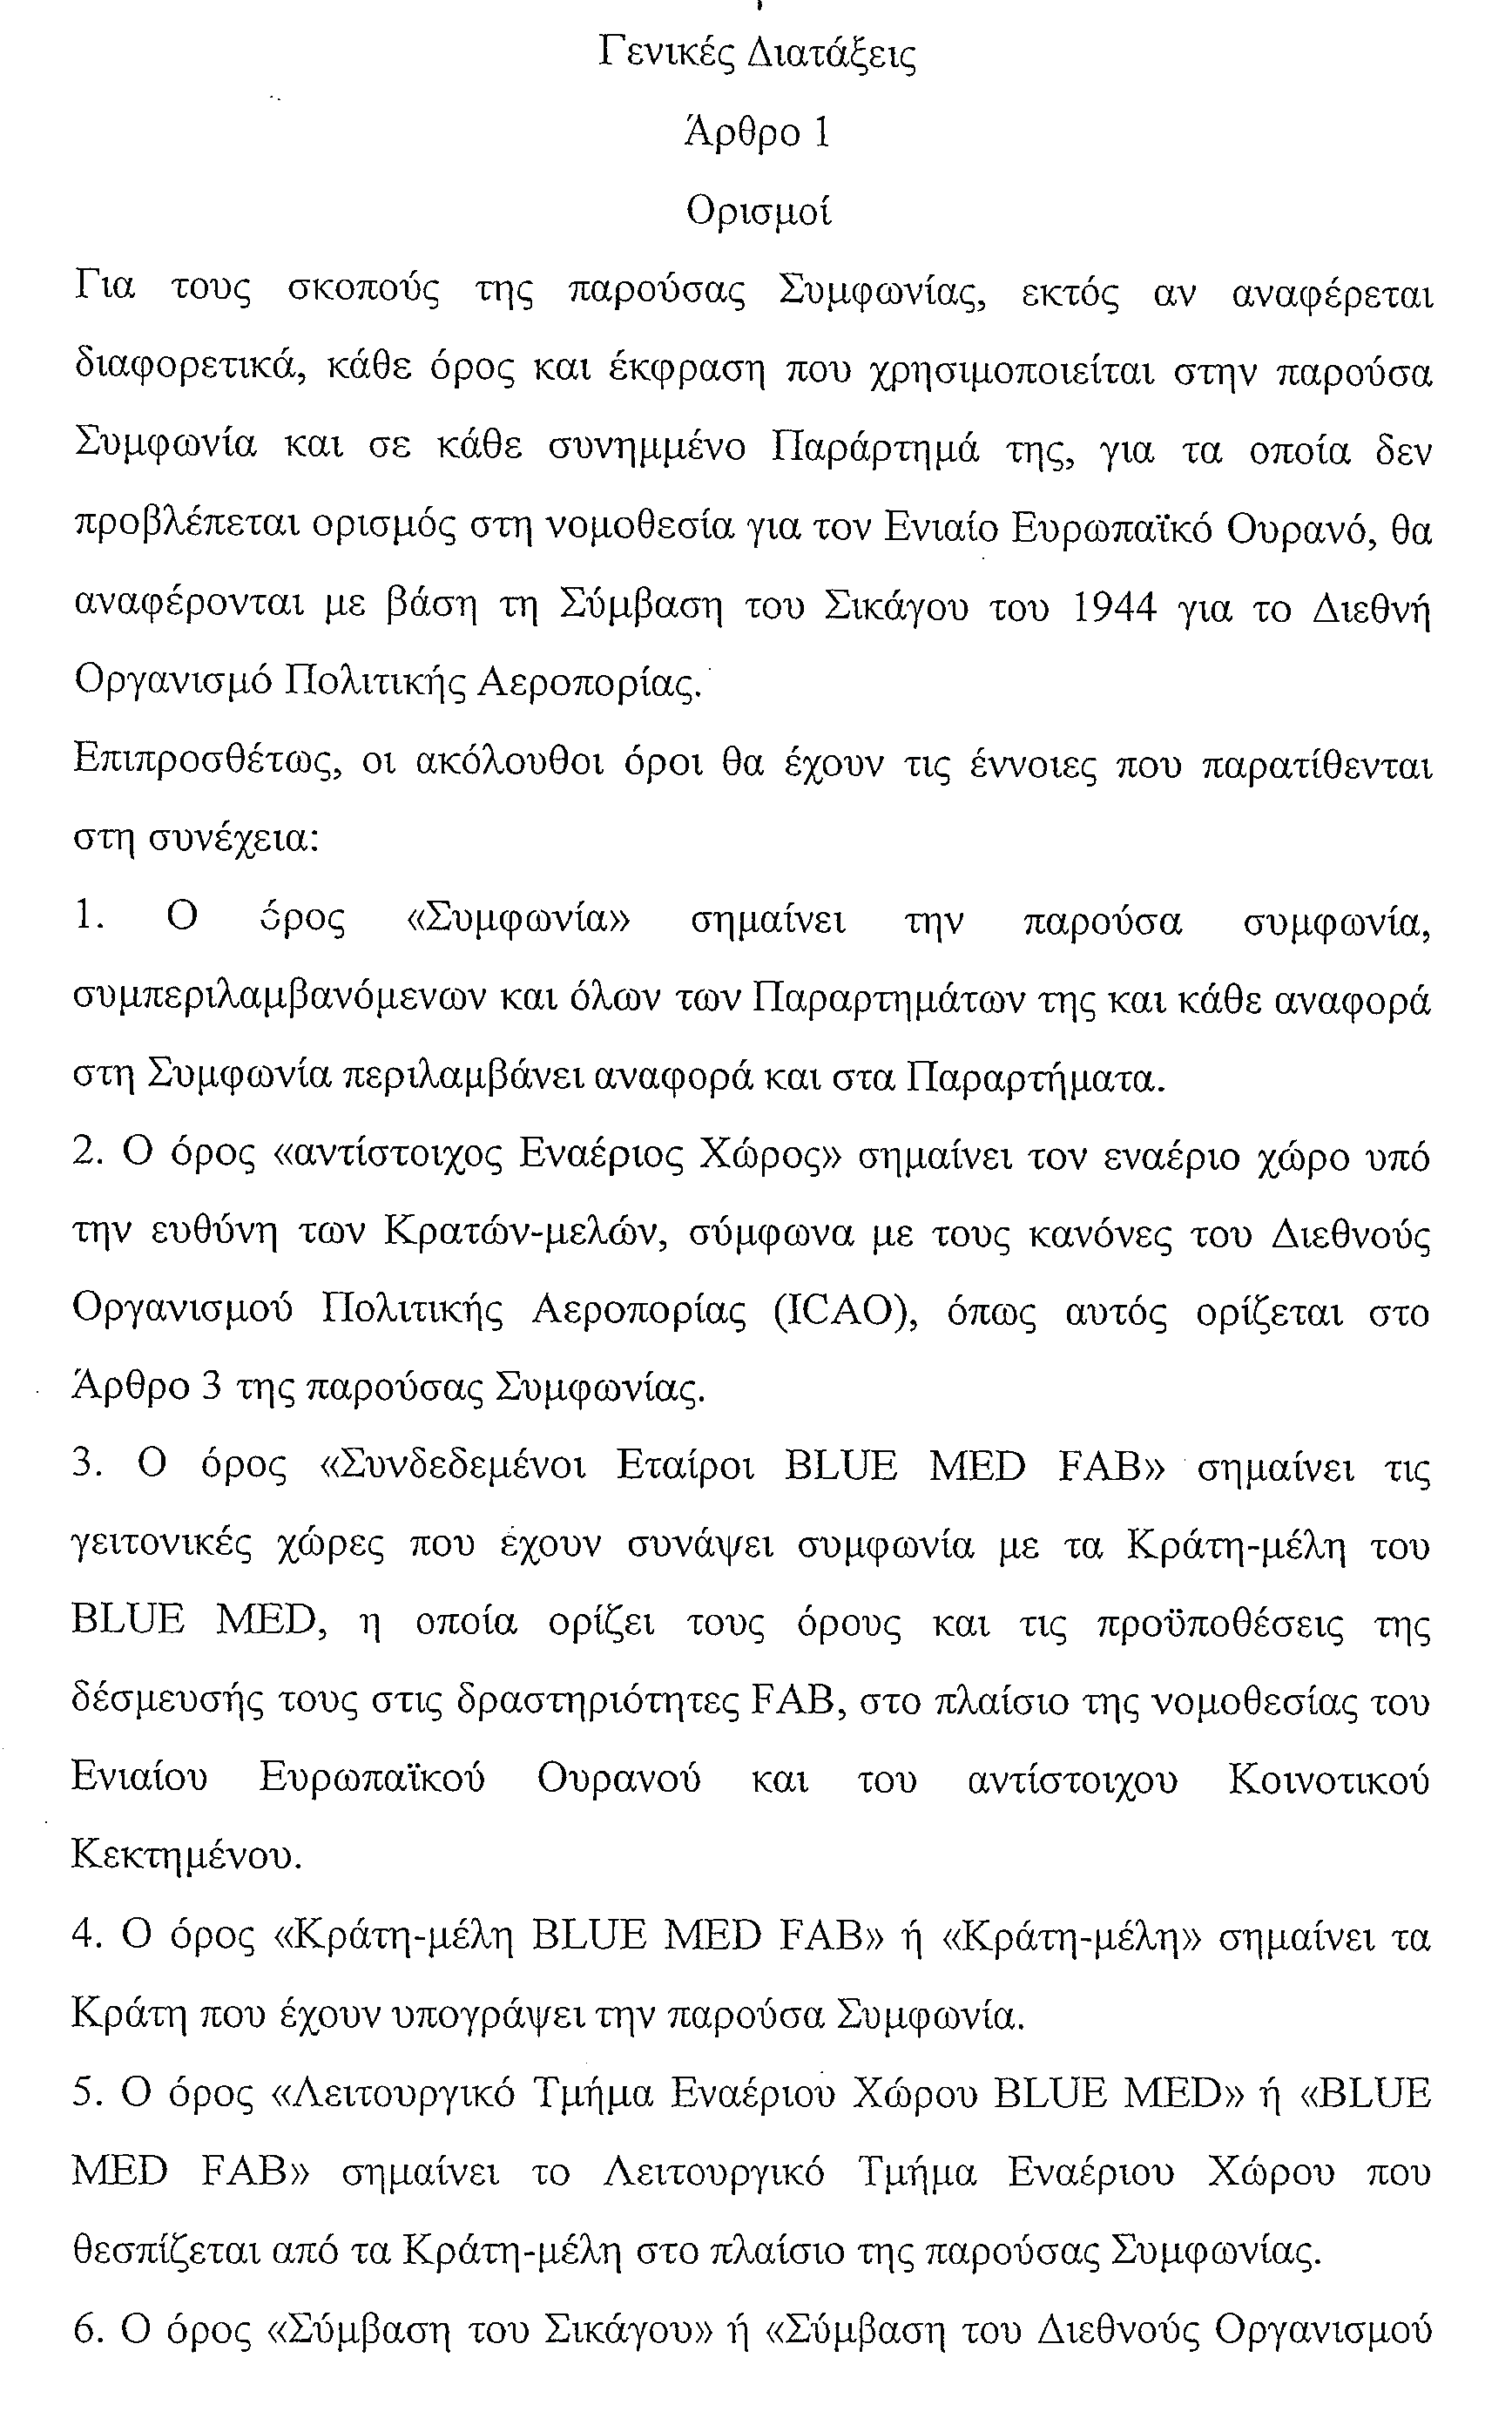 Γενικές Διατάξεις
Άρθρο 1
Ορισμοί
Για τους σκοπούς της παρούσας Συμφωνίας, εκτός αν αναφέρεται
διαφορετικά, κάθε όρος και έκφραση που χρησιμοποιείται στην παρούσα
Συμφωνία και σε κάθε συνημμένο Παράρτημά της, για τα οποία δεν
προβλέπεται ορισμός στη νομοθεσία για τον Ενιαίο Ευρωπαϊκό Ουρανό, θα
αναφέρονται με βάση τη Σύμβαση του Σικάγου του 1944 για το Διεθνή
Οργανισμό Πολιτικής Αεροπορίας.
Επιπροσθέτως, οι ακόλουθοι όροι θα έχουν τις έννοιες που παρατίθενται
στη συνέχεια:
1. Ο όρος «Συμφωνία» σημαίνει την παρούσα συμφωνία,
συμπεριλαμβανόμενων και όλων των Παραρτημάτων της και κάθε αναφορά
στη Συμφωνία περιλαμβάνει αναφορά και στα Παραρτήματα.
2. Ο όρος «αντίστοιχος Εναέριος Χώρος» σημαίνει τον εναέριο χώρο υπό
την ευθύνη των Κρατών-μελών, σύμφωνα με τους κανόνες του Διεθνούς
Οργανισμού Πολιτικής Αεροπορίας (ICAO), όπως αυτός ορίζεται στο
Άρθρο 3 της παρούσας Συμφωνίας.
3. Ο όρος «Συνδεδεμένοι Εταίροι BLUE MED FAB» σημαίνει τις
γειτονικές χώρες που έχουν συνάψει συμφωνία με τα Κράτη-μέλη του
BLUE MED, η οποία ορίζει τους όρους και τις προϋποθέσεις της
δέσμευσής τους στις δραστηριότητες FAB, στο πλαίσιο της νομοθεσίας του
Ενιαίου Ευρωπαϊκού Ουρανού και του αντίστοιχου Κοινοτικού
Κεκτημένου.
4. Ο όρος «Κράτη-μέλη BLUE MED FAB» ή «Κράτη-μέλη» σημαίνει τα
Κράτη που έχουν υπογράψει την παρούσα Συμφωνία.
5. Ο όρος «Λειτουργικό Τμήμα Εναέριου Χώρου BLUE MED» ή «BLUE
MED FAB» σημαίνει το Λειτουργικό Τμήμα Εναέριου Χώρου που
θεσπίζεται από τα Κράτη-μέλη στο πλαίσιο της παρούσας Συμφωνίας.
6. Ο όρος «Σύμβαση του Σικάγου» ή «Σύμβαση του Διεθνούς Οργανισμού